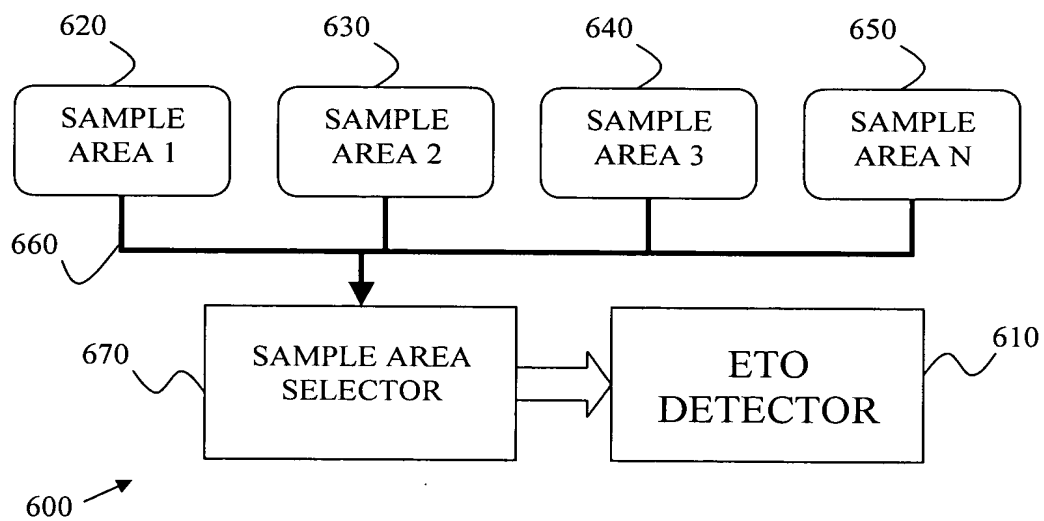 620
630
640
650
SAMPLE
AREA 1
SAMPLE
AREA 2
SAMPLE
AREA 3
SAMPLE
AREA N
660
670
SAMPLE AREA
SELECTOR
ETO
DETECTOR
610
600